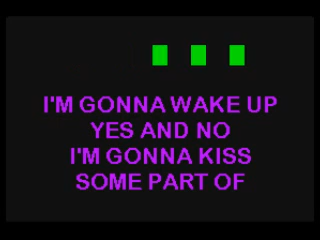 I'M GONNA WAKE UP
YES AND NO
I'M GONNA KISS
SOME PART OF